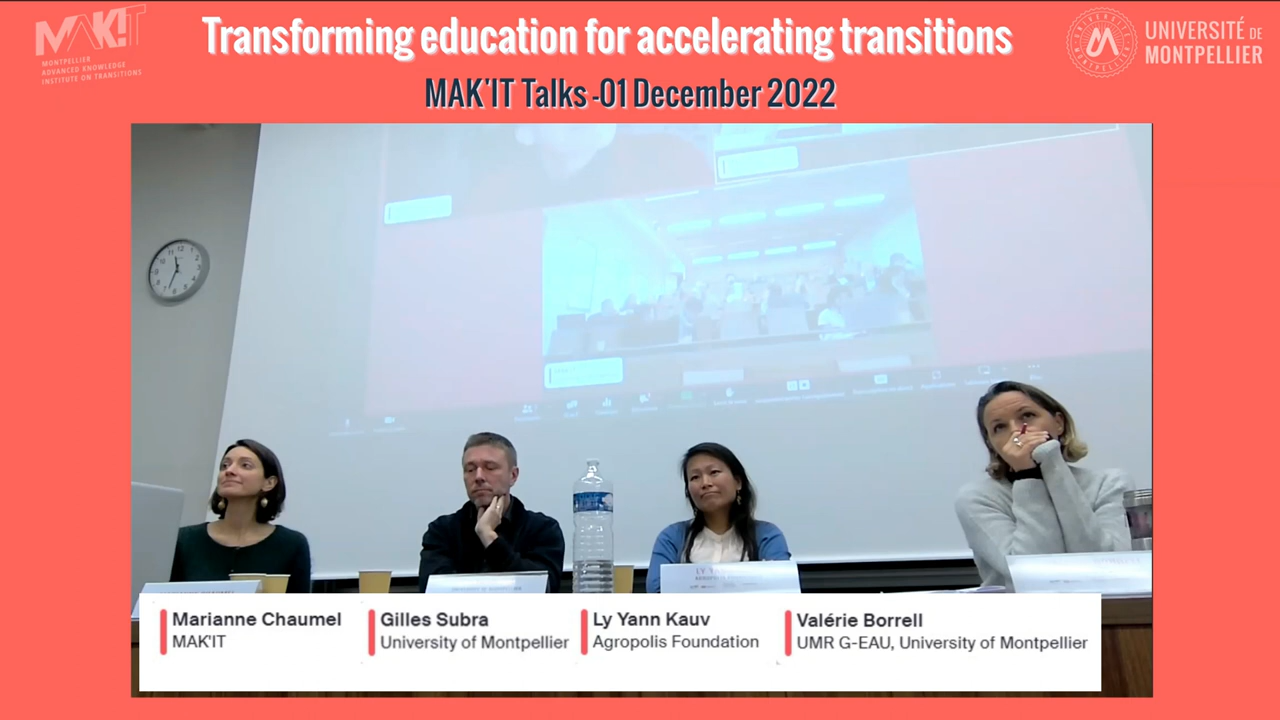 MAK!T
MONTPELLIER
ADVANCED KNOWLEDGE
INSTITUTE ON TRANSITIONS
Transforming education for accelerating transitions
MAK'IT Talks -01 December 2022
UNIVERSITÉ DE
MONTPELLIER
LY YANN
Marianne Chaumel
MAK'IT
Gilles Subra
University of Montpellier
Ly Yann Kauv
Agropolis Foundation
Valérie Borrell
UMR G-EAU, University of Montpellier